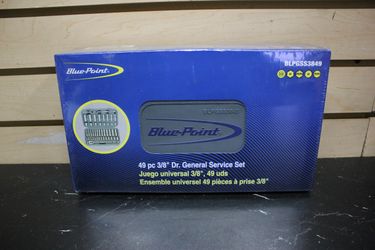 BLPGSS3849
Blue-Point®
BLPGSS3849
Blue-Point®
49 pc 3/8" Dr. General Service Set
Juego universal 3/8", 49 uds
Ensemble universel 49 pièces à prise 3/8"